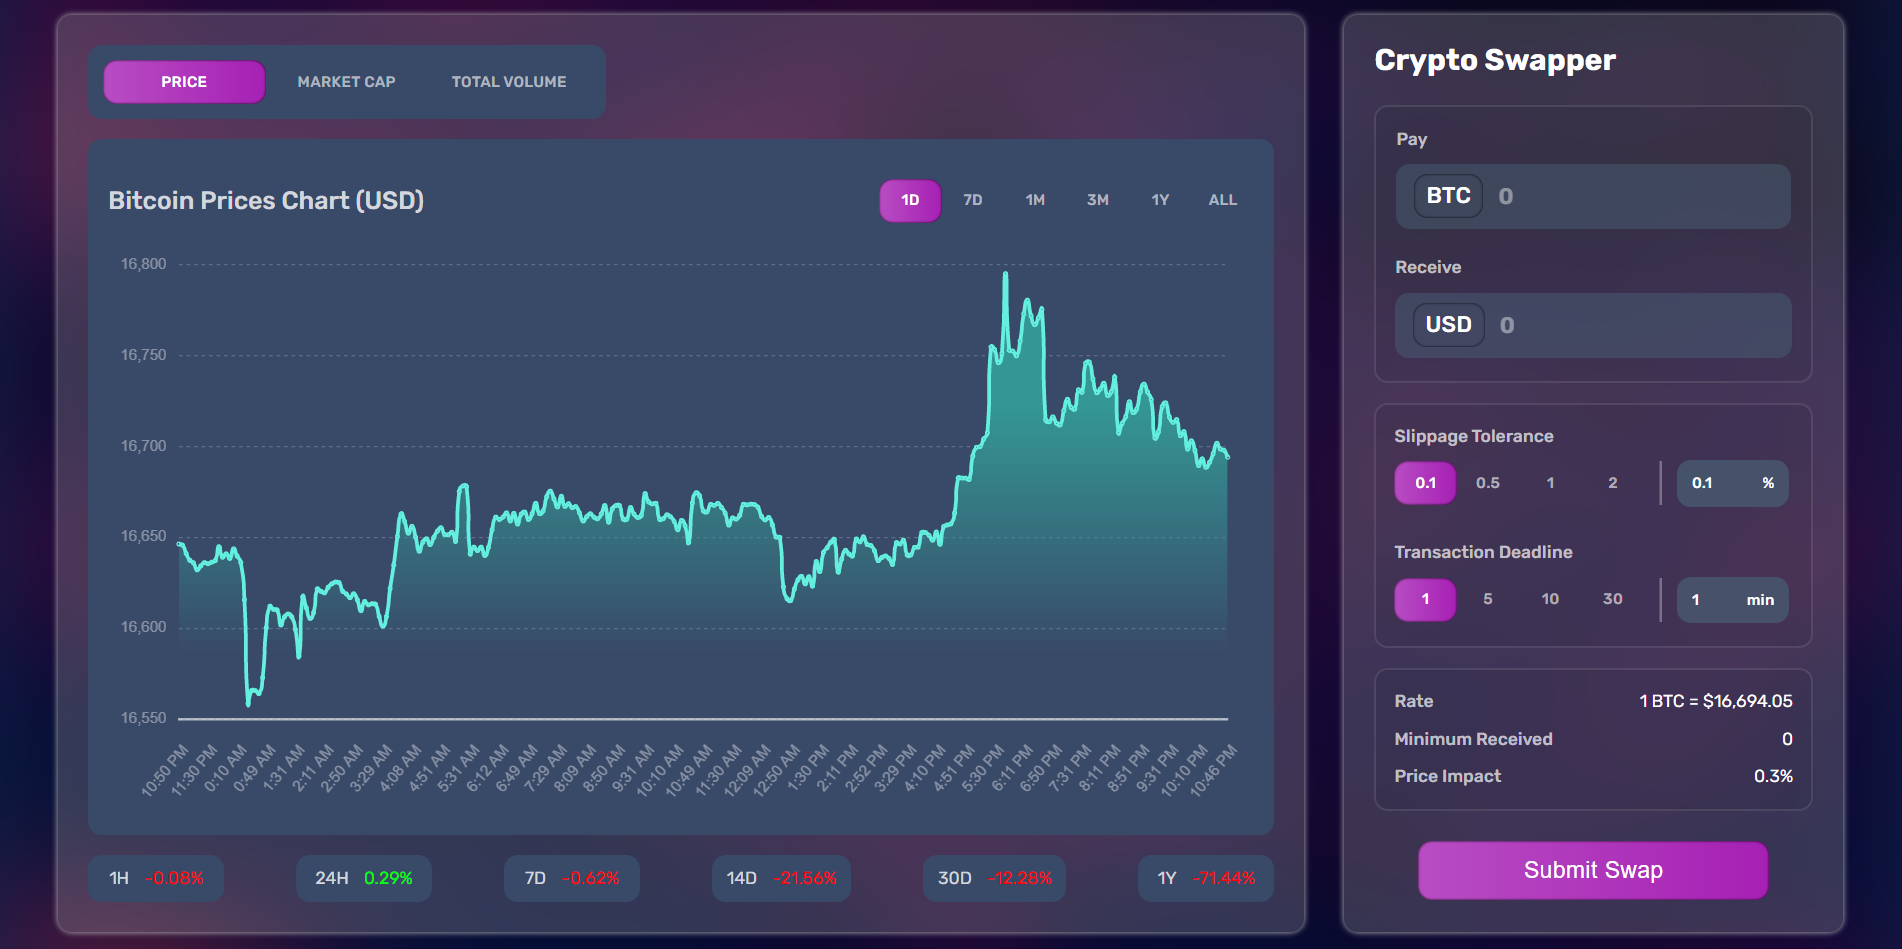 PRICE MARKET CAP TOTAL VOLUME
Bitcoin Prices Chart (USD)
1D 7D 1M 3M 1Y ALL
16,800
16,750
16,700
16,650
16,600
16,550
10:50 PM 11:30 PM 0:10 AM 0:49 AM 1:31 AM 2:11 AM 2:50 AM 3:29 AM 4:08 AM 4:51 AM 5:31 AM 6:12 AM 6:49 AM 7:29 AM 8:09 AM 8:50 AM 9:31 AM 10:10 AM 10:49 AM 11:30 AM 12:09 AM 12:50 AM 1:30 PM 2:11 PM 2:52 PM 3:29 PM 4:10 PM 4:51 PM 5:30 PM 6:11 PM 6:50 PM 7:31 PM 8:11 PM 8:51 PM 9:31 PM 10:10 PM 10:46 PM
1H -0.08% 24H 0.29% 7D -0.62% 14D -21.56% 30D -12.28% 1Y -71.44%
Crypto Swapper
Pay
BTC 0
Receive
USD 0
Slippage Tolerance
0.1 0.5 1 2 0.1 %
Transaction Deadline
1 5 10 30 1 min
Rate 1 BTC = $16,694.05
Minimum Received 0
Price Impact 0.3%
Submit Swap